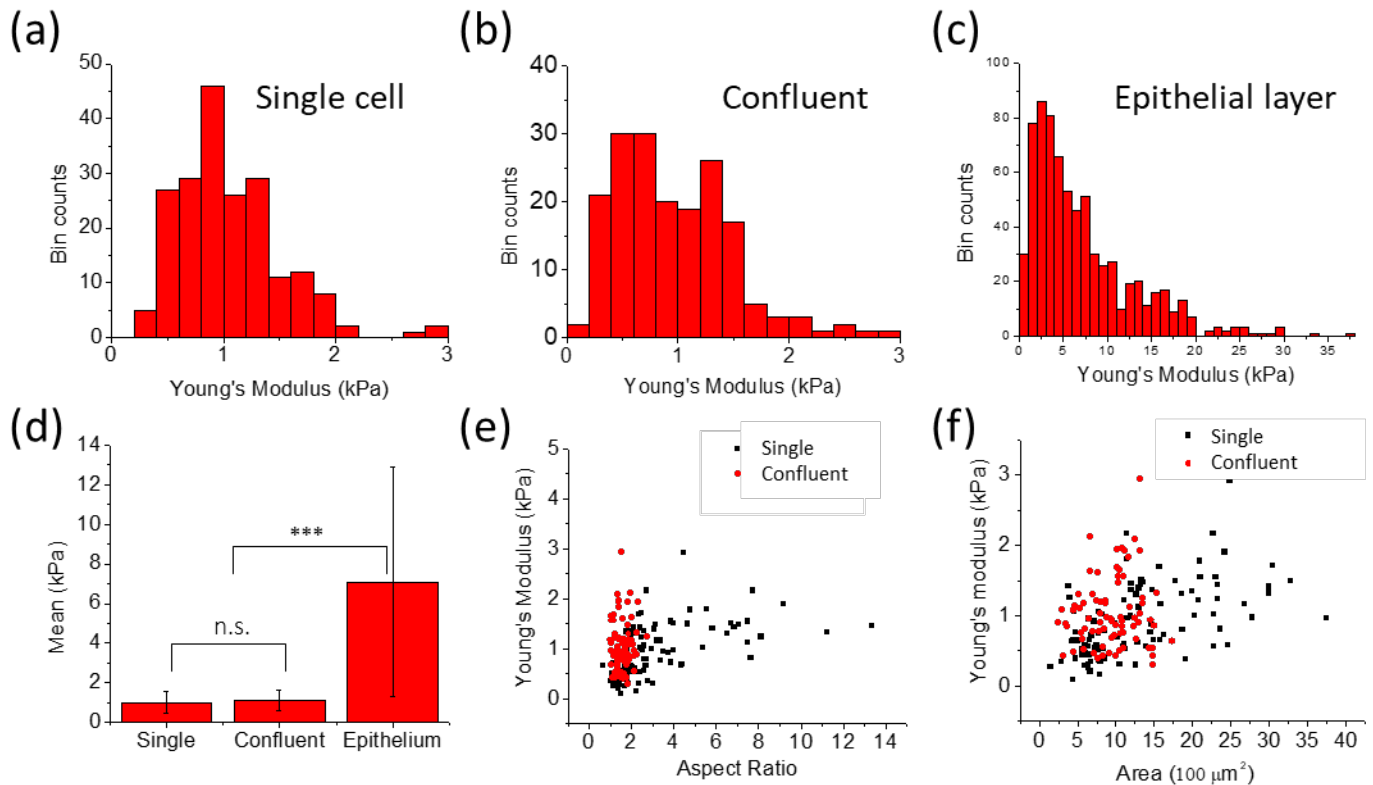 (a)
Single cell
50
40
30
20
10
0
Bin counts
0 1 2 3
Young's Modulus (kPa)
(b)
Confluent
40
30
20
10
0
Bin counts
0 1 2 3
Young's Modulus (kPa)
(c)
Epithelial layer
100
80
60
40
20
0
Bin counts
0 5 10 15 20 25 30 35
Young's Modulus (kPa)
(d)
14
12
10
8
6
4
2
0
Mean (kPa)
***
n.s.
Single Confluent Epithelium
(e)
Single
Confluent
5
4
3
2
1
0
Young's Modulus (kPa)
0 2 4 6 8 10 12 14
Aspect Ratio
(f)
Single
Confluent
3
2
1
0
Young's modulus (kPa)
0 5 10 15 20 25 30 35 40
Area (100 μm²)